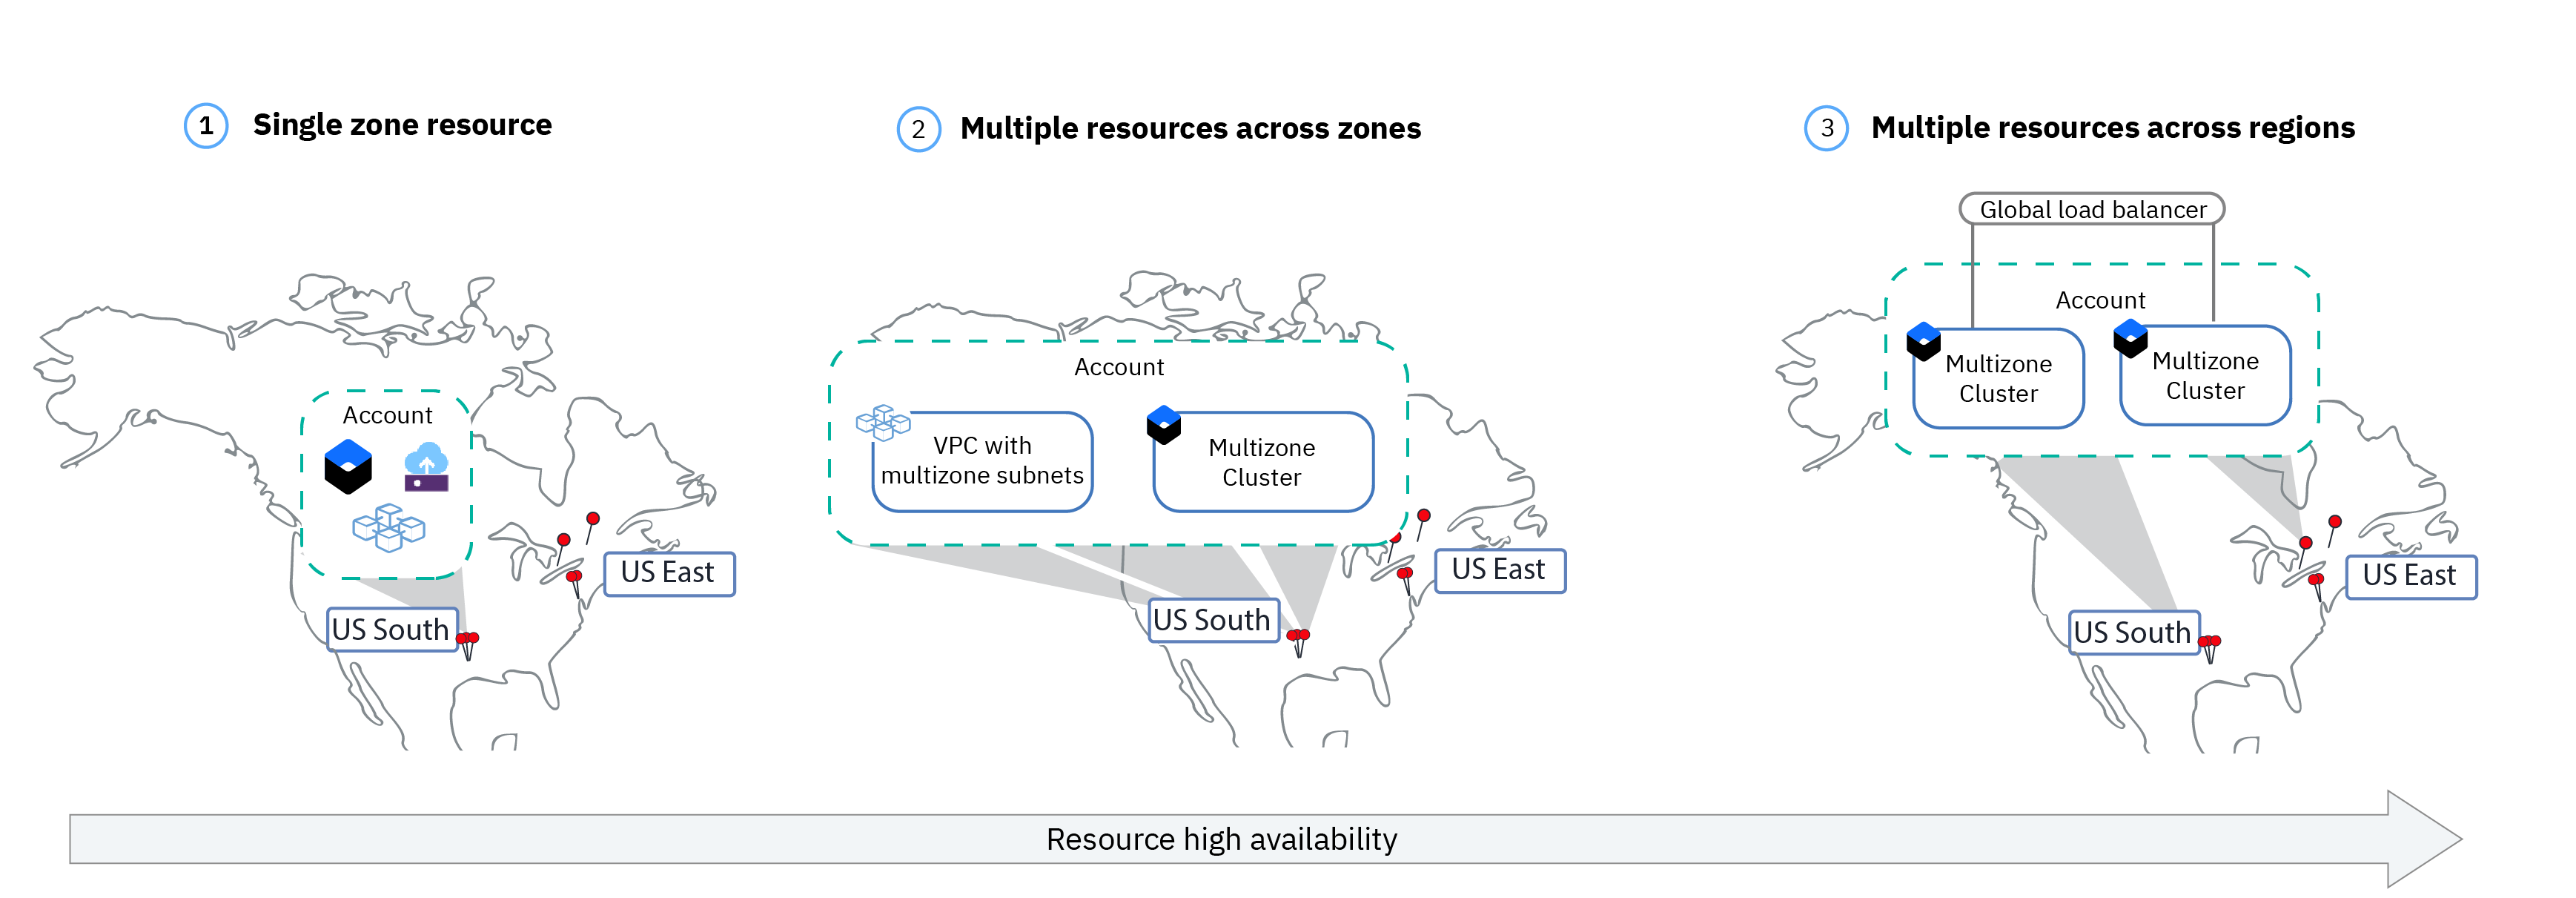 1 Single zone resource
2 Multiple resources across zones
3 Multiple resources across regions
Account
US South
US East
Account
VPC with
multizone subnets
Multizone
Cluster
US South
US East
Global load balancer
Account
Multizone
Cluster
Multizone
Cluster
US South
US East
Resource high availability